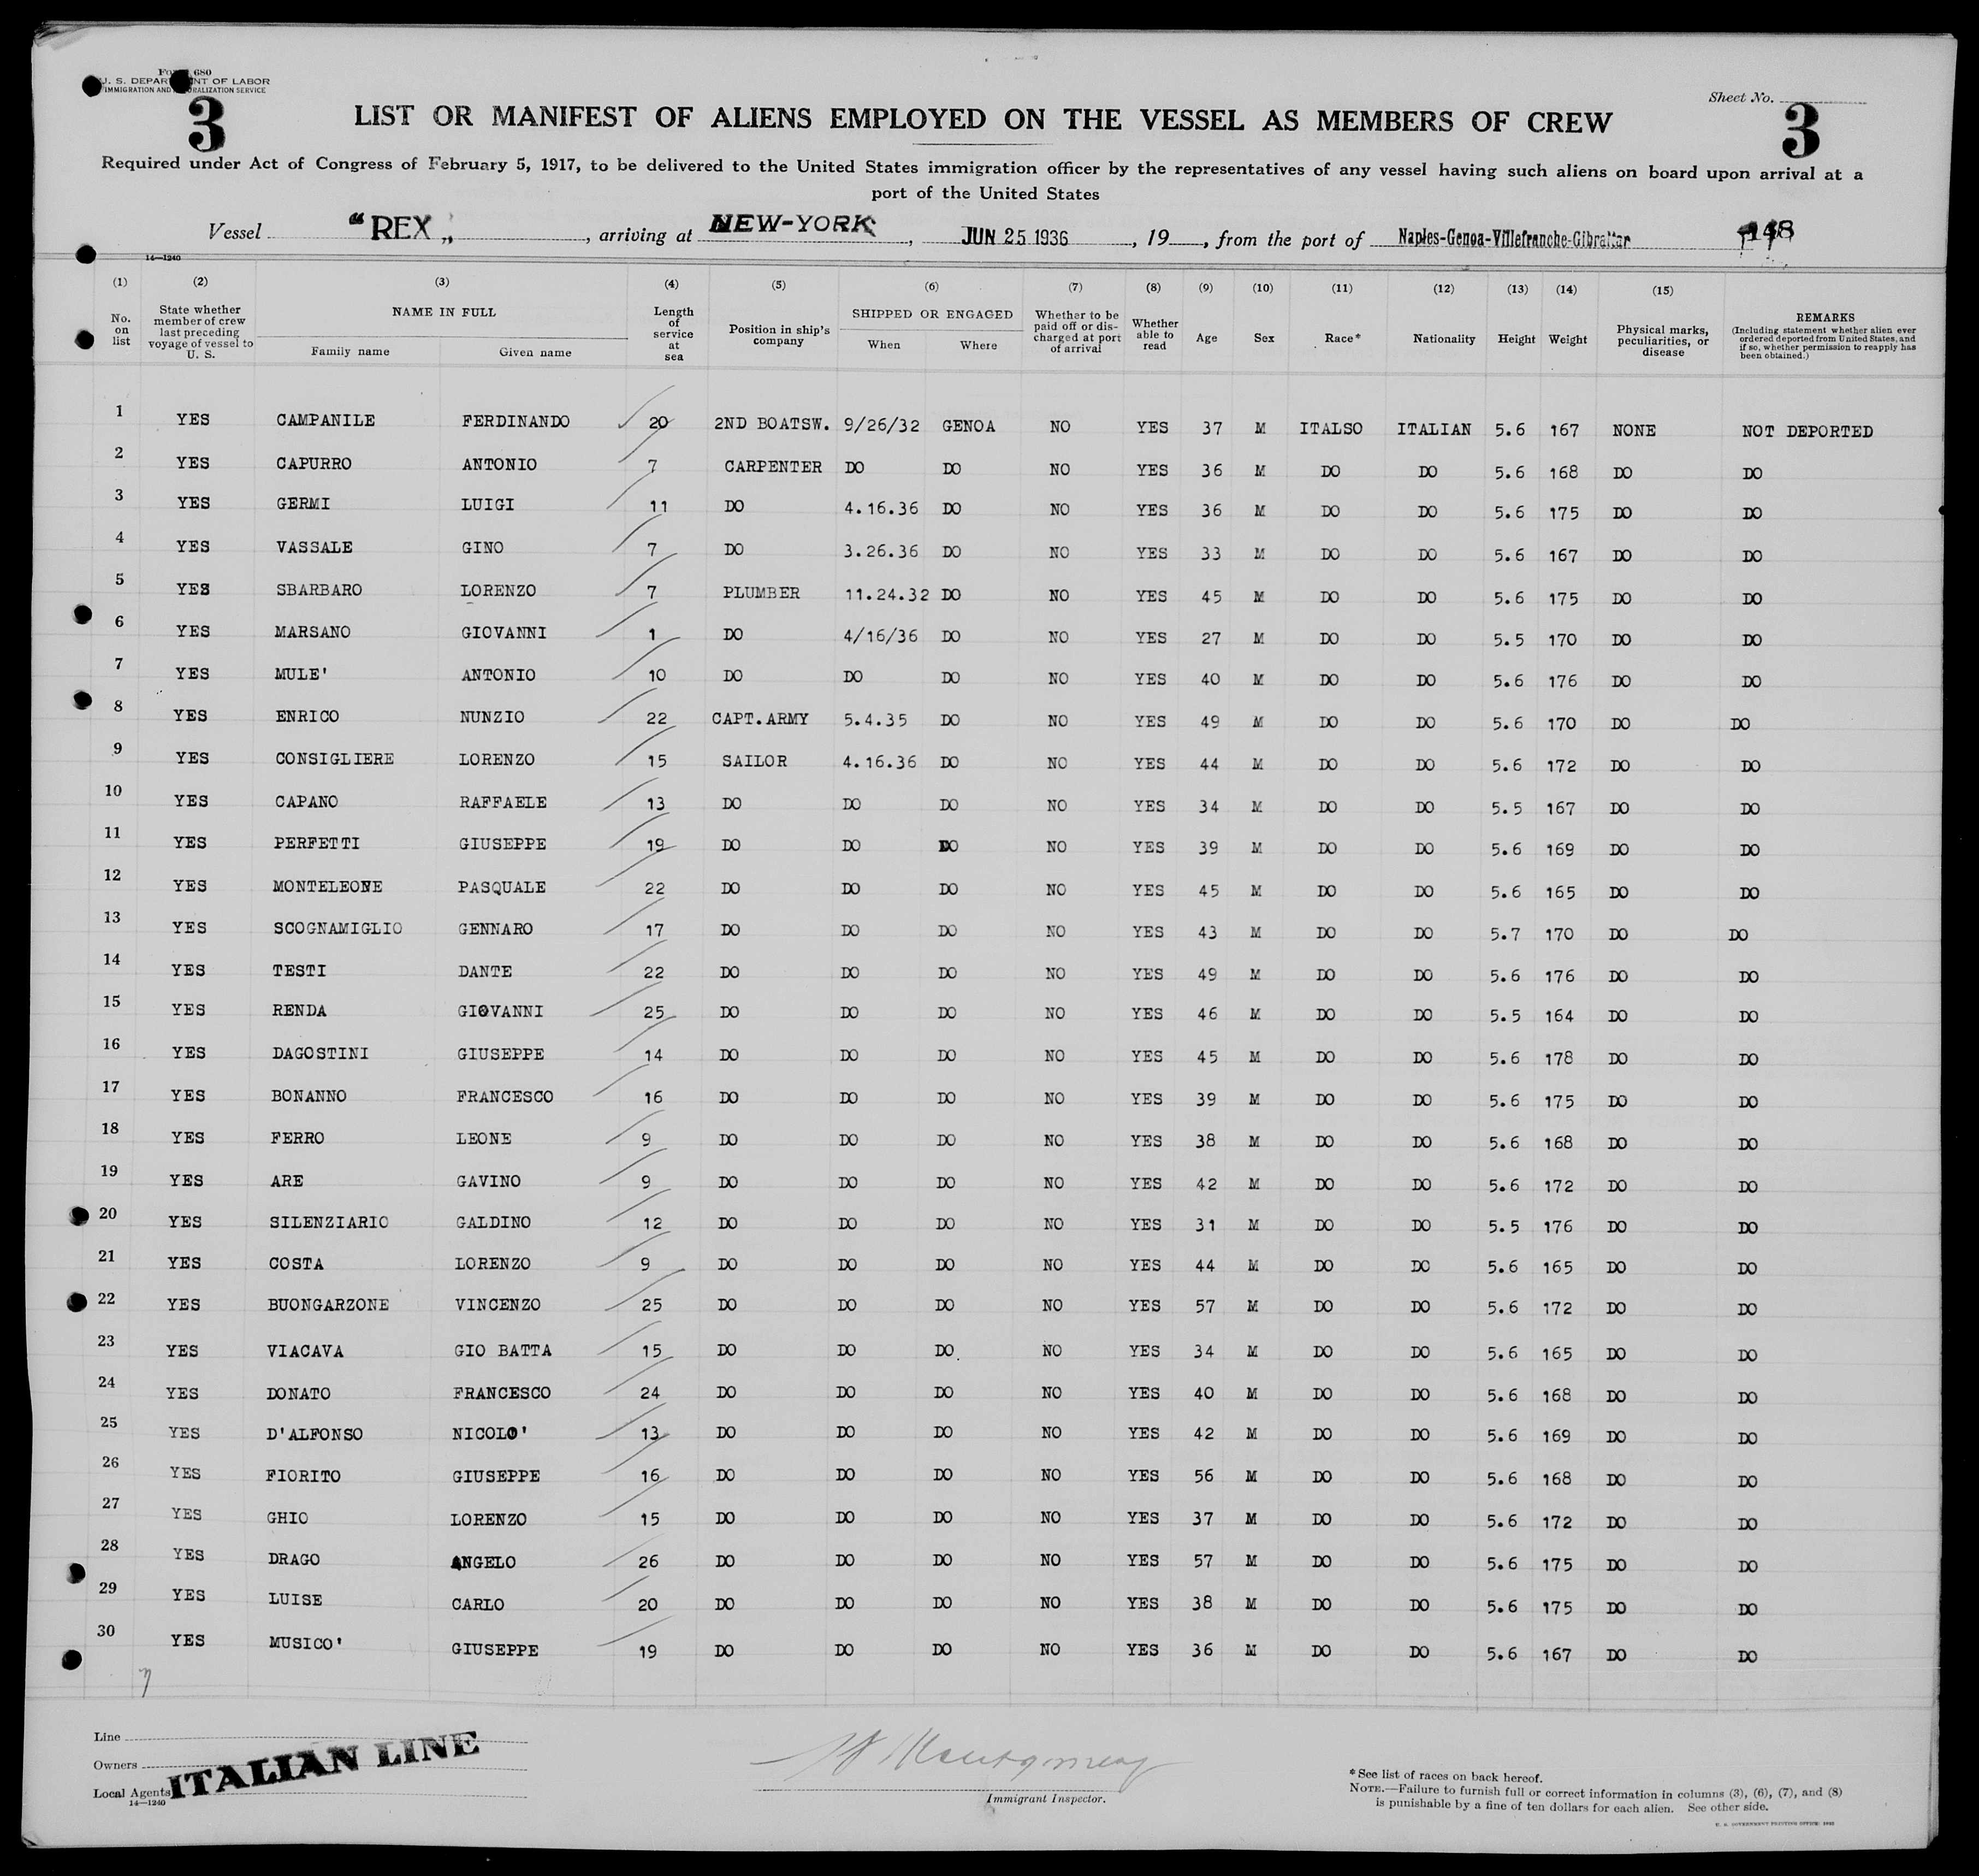 Form 680
U. S. DEPARTMENT OF LABOR
IMMIGRATION AND NATURALIZATION SERVICE
3
Sheet No.
3
LIST OR MANIFEST OF ALIENS EMPLOYED ON THE VESSEL AS MEMBERS OF CREW
Required under Act of Congress of February 5, 1917, to be delivered to the United States immigration officer by the representatives of any vessel having such aliens on board upon arrival at a
port of the United States
Vessel "REX", arriving at NEW-YORK, JUN 25 1936, 19, from the port of Naples-Genoa-Villefranche-Gibraltar 148
14—1240
(1) (2) (3) (4) (5) (6) (7) (8) (9) (10) (11) (12) (13) (14) (15)
No. on list State whether member of crew last preceding voyage of vessel to U. S. NAME IN FULL Family name Given name Length of service at sea Position in ship's company SHIPPED OR ENGAGED When Where Whether to be paid off or discharged at port of arrival Whether able to read Age Sex Race* Nationality Height Weight Physical marks, peculiarities, or disease REMARKS (Including statement whether alien ever ordered deported from United States, and if so, whether permission to reapply has been obtained.)
1 YES CAMPANILE FERDINANDO 20 2ND BOATSW. 9/26/32 GENOA NO YES 37 M ITALSO ITALIAN 5.6 167 NONE NOT DEPORTED
2 YES CAPURRO ANTONIO 7 CARPENTER DO DO NO YES 36 M DO DO 5.6 168 DO DO
3 YES GERMI LUIGI 11 DO 4.16.36 DO NO YES 36 M DO DO 5.6 175 DO DO
4 YES VASSALE GINO 7 DO 3.26.36 DO NO YES 33 M DO DO 5.6 167 DO DO
5 YES SBARBARO LORENZO 7 PLUMBER 11.24.32 DO NO YES 45 M DO DO 5.6 175 DO DO
6 YES MARSANO GIOVANNI 1 DO 4/16/36 DO NO YES 27 M DO DO 5.5 170 DO DO
7 YES MULE' ANTONIO 10 DO DO DO NO YES 40 M DO DO 5.6 176 DO DO
8 YES ENRICO NUNZIO 22 CAPT.ARMY 5.4.35 DO NO YES 49 M DO DO 5.6 170 DO DO
9 YES CONSIGLIERE LORENZO 15 SAILOR 4.16.36 DO NO YES 44 M DO DO 5.6 172 DO DO
10 YES CAPANO RAFFAELE 13 DO DO DO NO YES 34 M DO DO 5.5 167 DO DO
11 YES PERFETTI GIUSEPPE 19 DO DO DO NO YES 39 M DO DO 5.6 169 DO DO
12 YES MONTELEONE PASQUALE 22 DO DO DO NO YES 45 M DO DO 5.6 165 DO DO
13 YES SCOGNAMIGLIO GENNARO 17 DO DO DO NO YES 43 M DO DO 5.7 170 DO DO
14 YES TESTI DANTE 22 DO DO DO NO YES 49 M DO DO 5.6 176 DO DO
15 YES RENDA GIOVANNI 25 DO DO DO NO YES 46 M DO DO 5.5 164 DO DO
16 YES DAGOSTINI GIUSEPPE 14 DO DO DO NO YES 45 M DO DO 5.6 178 DO DO
17 YES BONANNO FRANCESCO 16 DO DO DO NO YES 39 M DO DO 5.6 175 DO DO
18 YES FERRO LEONE 9 DO DO DO NO YES 38 M DO DO 5.6 168 DO DO
19 YES ARE GAVINO 9 DO DO DO NO YES 42 M DO DO 5.6 172 DO DO
20 YES SILENZIARIO GALDINO 12 DO DO DO NO YES 31 M DO DO 5.5 176 DO DO
21 YES COSTA LORENZO 9 DO DO DO NO YES 44 M DO DO 5.6 165 DO DO
22 YES BUONGARZONE VINCENZO 25 DO DO DO NO YES 57 M DO DO 5.6 172 DO DO
23 YES VIACAVA GIO BATTA 15 DO DO DO NO YES 34 M DO DO 5.6 165 DO DO
24 YES DONATO FRANCESCO 24 DO DO DO NO YES 40 M DO DO 5.6 168 DO DO
25 YES D'ALFONSO NICOLO' 13 DO DO DO NO YES 42 M DO DO 5.6 169 DO DO
26 YES FIORITO GIUSEPPE 16 DO DO DO NO YES 56 M DO DO 5.6 168 DO DO
27 YES GHIO LORENZO 15 DO DO DO NO YES 37 M DO DO 5.6 172 DO DO
28 YES DRAGO ANGELO 26 DO DO DO NO YES 57 M DO DO 5.6 175 DO DO
29 YES LUISE CARLO 20 DO DO DO NO YES 38 M DO DO 5.6 175 DO DO
30 YES MUSICO' GIUSEPPE 19 DO DO DO NO YES 36 M DO DO 5.6 167 DO DO
Line
Owners
Local Agents
ITALIAN LINE
14—1240
Montgomery
Immigrant Inspector.
*See list of races on back hereof.
NOTE.—Failure to furnish full or correct information in columns (3), (6), (7), and (8)
is punishable by a fine of ten dollars for each alien. See other side.